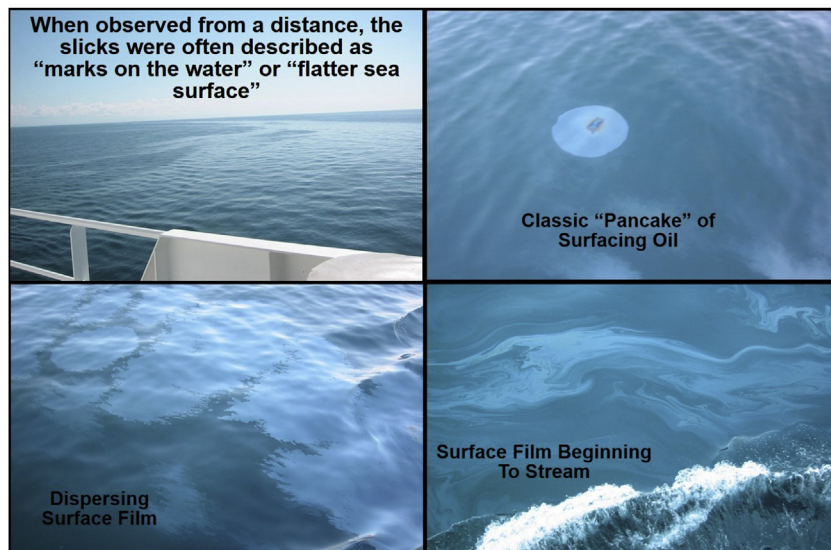 When observed from a distance, the
slicks were often described as
“marks on the water” or “flatter sea
surface”
Classic “Pancake” of
Surfacing Oil
Dispersing
Surface Film
Surface Film Beginning
To Stream